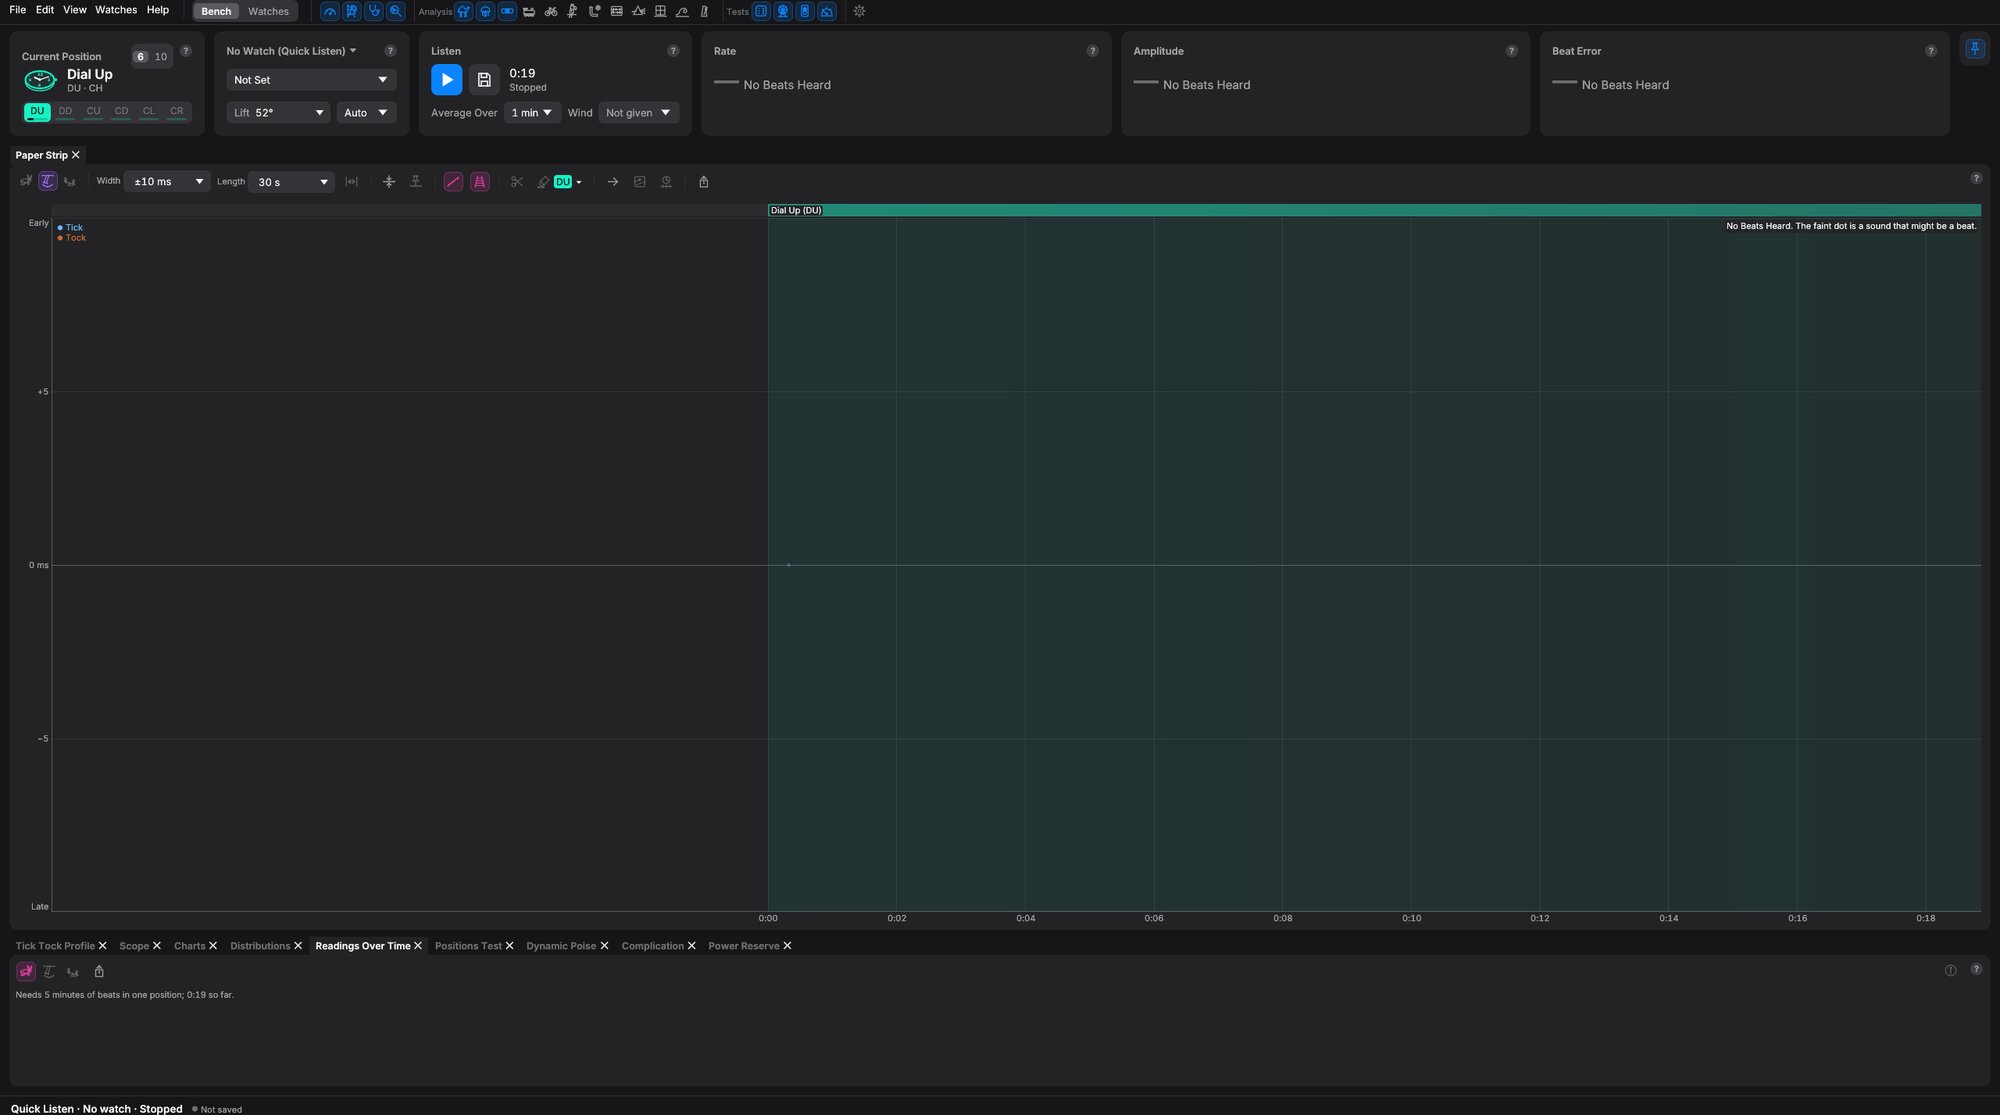 File Edit View Watches Help Bench Watches Analysis Tests
Current Position 6 10 ?
Dial Up
DU · CH
DU DD CU CD CL CR
No Watch (Quick Listen) ?
Not Set
Lift 52° Auto
Listen ?
0:19
Stopped
Average Over 1 min Wind Not given
Rate ?
No Beats Heard
Amplitude ?
No Beats Heard
Beat Error ?
No Beats Heard
Paper Strip
Width ±10 ms Length 30 s DU ?
Dial Up (DU)
Early
Tick
Tock
No Beats Heard. The faint dot is a sound that might be a beat.
+5
0 ms
−5
Late
0:00 0:02 0:04 0:06 0:08 0:10 0:12 0:14 0:16 0:18
Tick Tock Profile Scope Charts Distributions Readings Over Time Positions Test Dynamic Poise Complication Power Reserve
?
Needs 5 minutes of beats in one position; 0:19 so far.
Quick Listen · No watch · Stopped Not saved